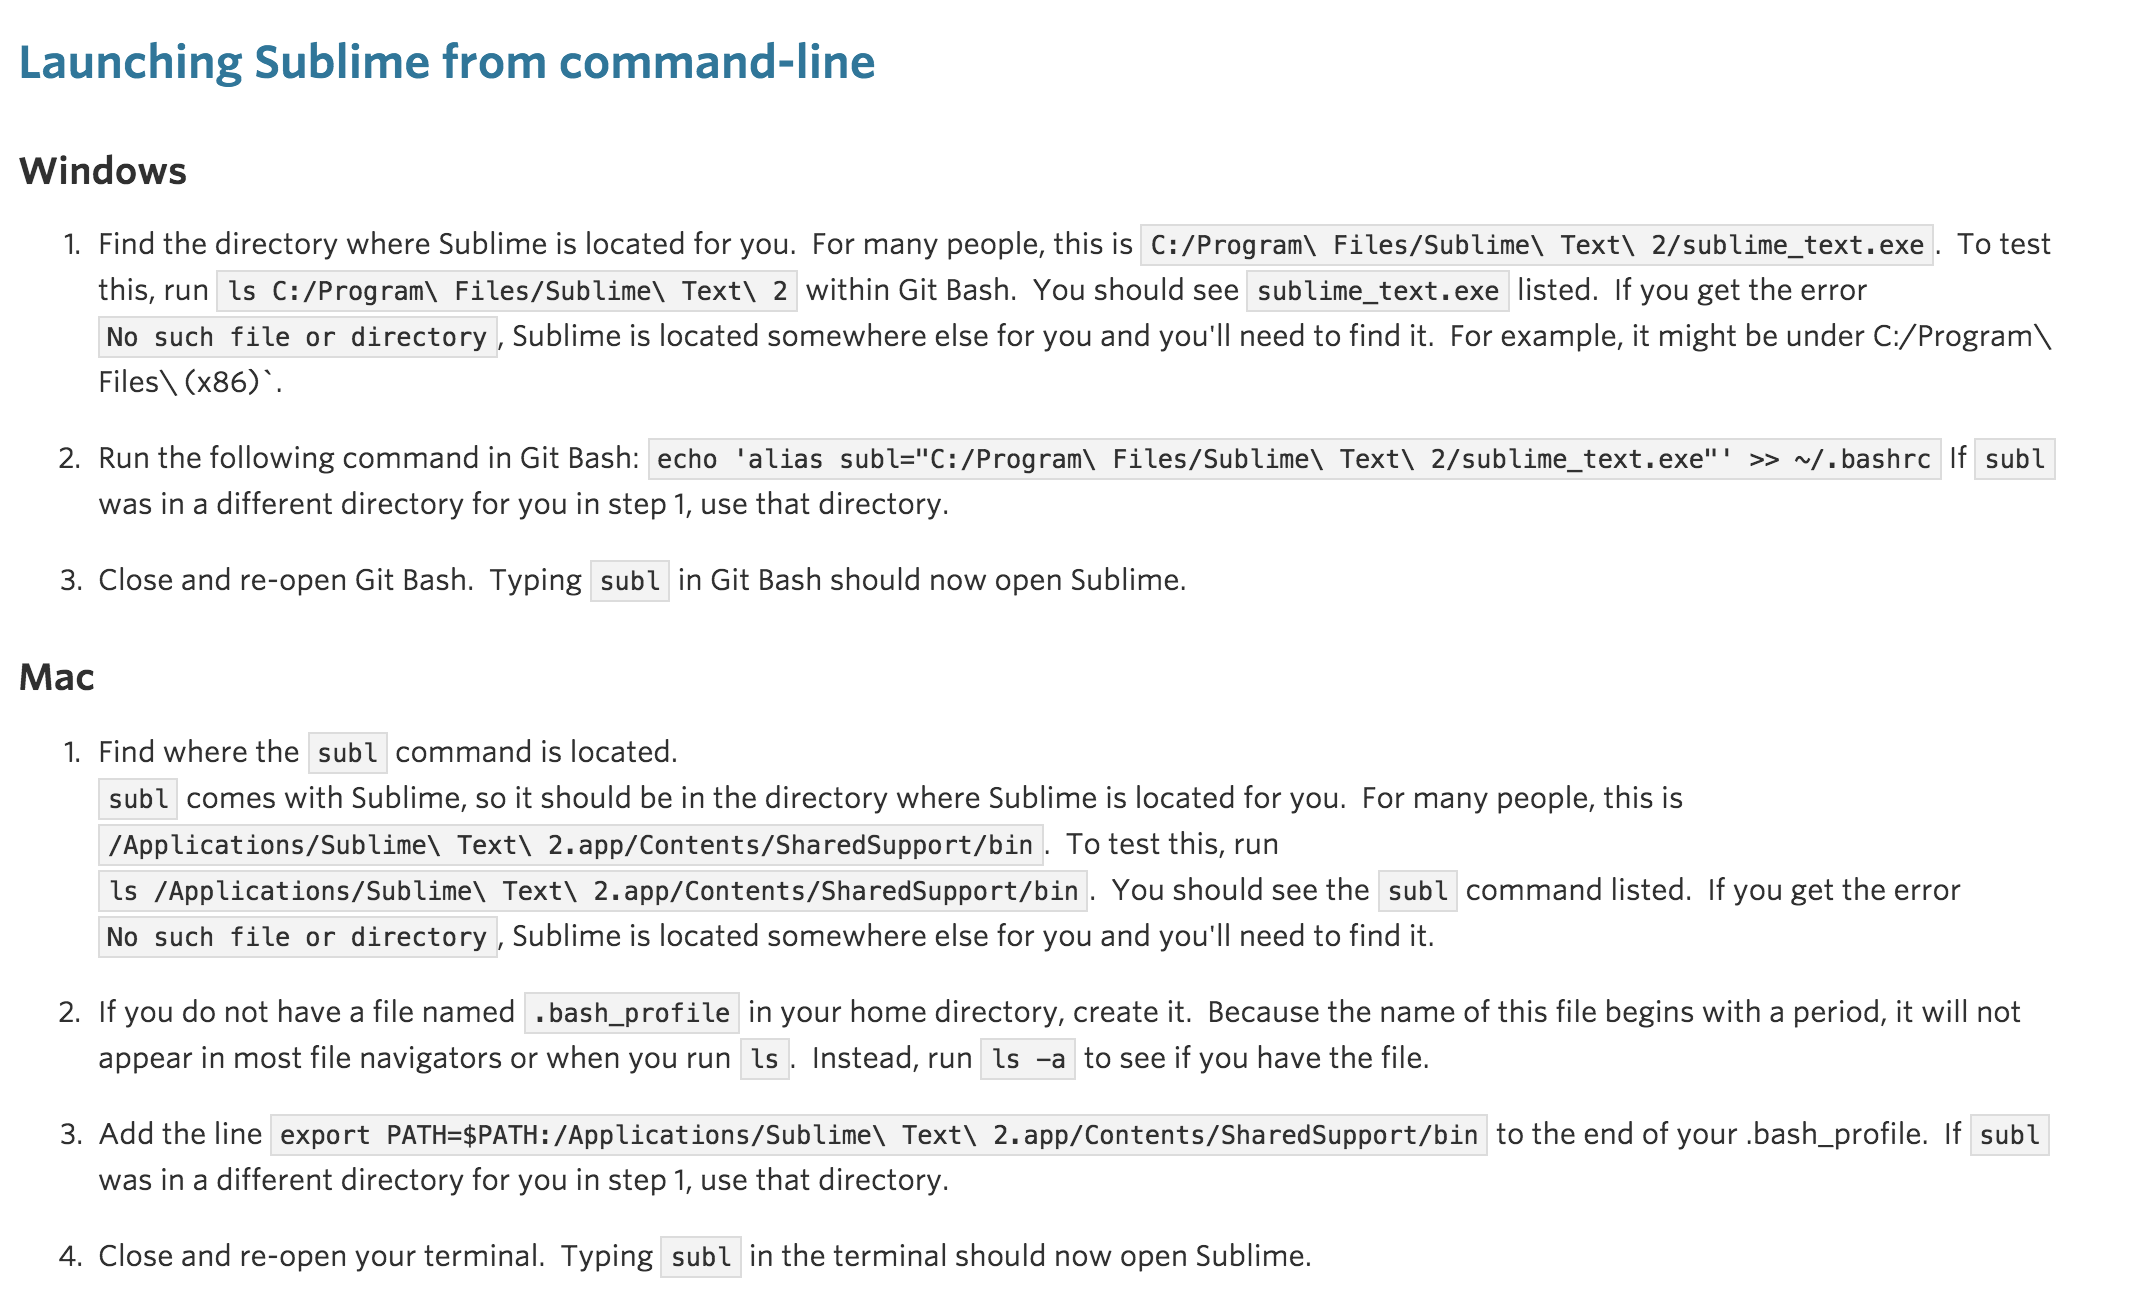 Launching Sublime from command-line
Windows
1. Find the directory where Sublime is located for you.  For many people, this is C:/Program\ Files/Sublime\ Text\ 2/sublime_text.exe.  To test
this, run ls C:/Program\ Files/Sublime\ Text\ 2 within Git Bash.  You should see sublime_text.exe listed.  If you get the error
No such file or directory, Sublime is located somewhere else for you and you'll need to find it.  For example, it might be under C:/Program\
Files\ (x86)`.
2. Run the following command in Git Bash: echo 'alias subl="C:/Program\ Files/Sublime\ Text\ 2/sublime_text.exe"' >> ~/.bashrc If subl
was in a different directory for you in step 1, use that directory.
3. Close and re-open Git Bash.  Typing subl in Git Bash should now open Sublime.
Mac
1. Find where the subl command is located.
subl comes with Sublime, so it should be in the directory where Sublime is located for you.  For many people, this is
/Applications/Sublime\ Text\ 2.app/Contents/SharedSupport/bin.  To test this, run
ls /Applications/Sublime\ Text\ 2.app/Contents/SharedSupport/bin.  You should see the subl command listed.  If you get the error
No such file or directory, Sublime is located somewhere else for you and you'll need to find it.
2. If you do not have a file named .bash_profile in your home directory, create it.  Because the name of this file begins with a period, it will not
appear in most file navigators or when you run ls.  Instead, run ls -a to see if you have the file.
3. Add the line export PATH=$PATH:/Applications/Sublime\ Text\ 2.app/Contents/SharedSupport/bin to the end of your .bash_profile.  If subl
was in a different directory for you in step 1, use that directory.
4. Close and re-open your terminal.  Typing subl in the terminal should now open Sublime.